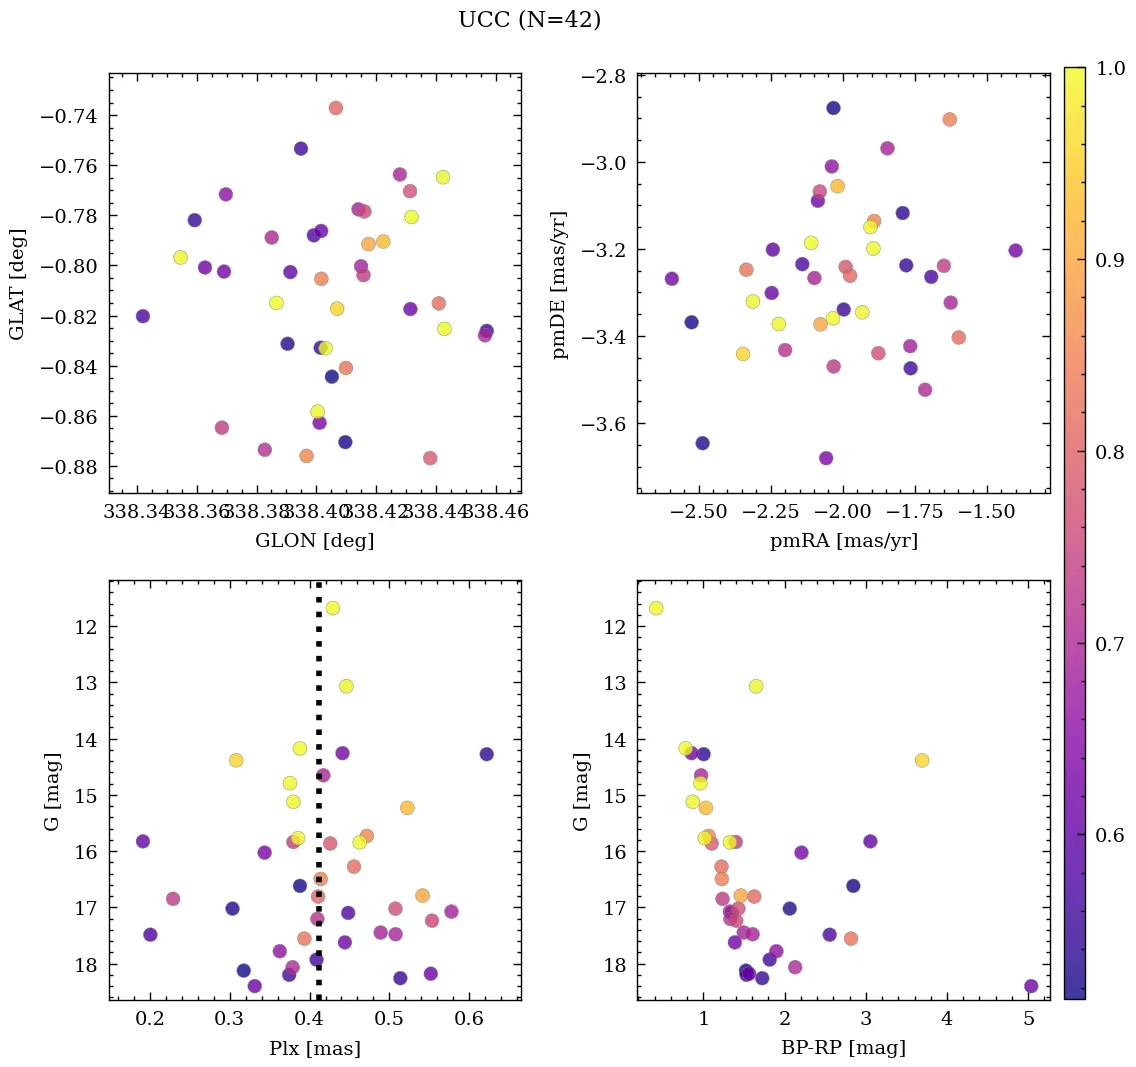 UCC (N=42)
−0.74
−0.76
−0.78
−0.80
−0.82
−0.84
−0.86
−0.88
GLAT [deg]
338.34 338.36 338.38 338.40 338.42 338.44 338.46
GLON [deg]
−2.8
−3.0
−3.2
−3.4
−3.6
pmDE [mas/yr]
−2.50 −2.25 −2.00 −1.75 −1.50
pmRA [mas/yr]
12
13
14
15
16
17
18
G [mag]
0.2 0.3 0.4 0.5 0.6
Plx [mas]
12
13
14
15
16
17
18
G [mag]
1 2 3 4 5
BP-RP [mag]
1.0
0.9
0.8
0.7
0.6